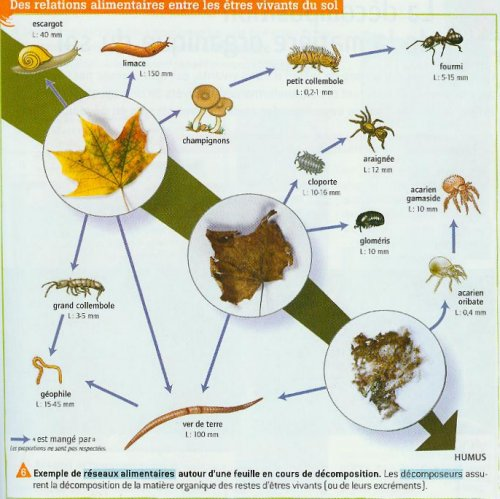 Des relations alimentaires entre les êtres vivants du sol
escargot
L: 40 mm
limace
L: 150 mm
champignons
petit collembole
L: 0,2-1 mm
fourmi
L: 5-15 mm
araignée
L: 12 mm
cloporte
L: 10-16 mm
gloméris
L: 10 mm
acarien
gamaside
L: 10 mm
acarien
oribate
L: 0,4 mm
grand collembole
L: 3-5 mm
géophile
L: 15-45 mm
ver de terre
L: 100 mm
« est mangé par »
Les proportions ne sont pas respectées.
HUMUS
6 Exemple de réseaux alimentaires autour d'une feuille en cours de décomposition. Les décomposeurs assu-
rent la décomposition de la matière organique des restes d'êtres vivants (ou de leurs excréments).